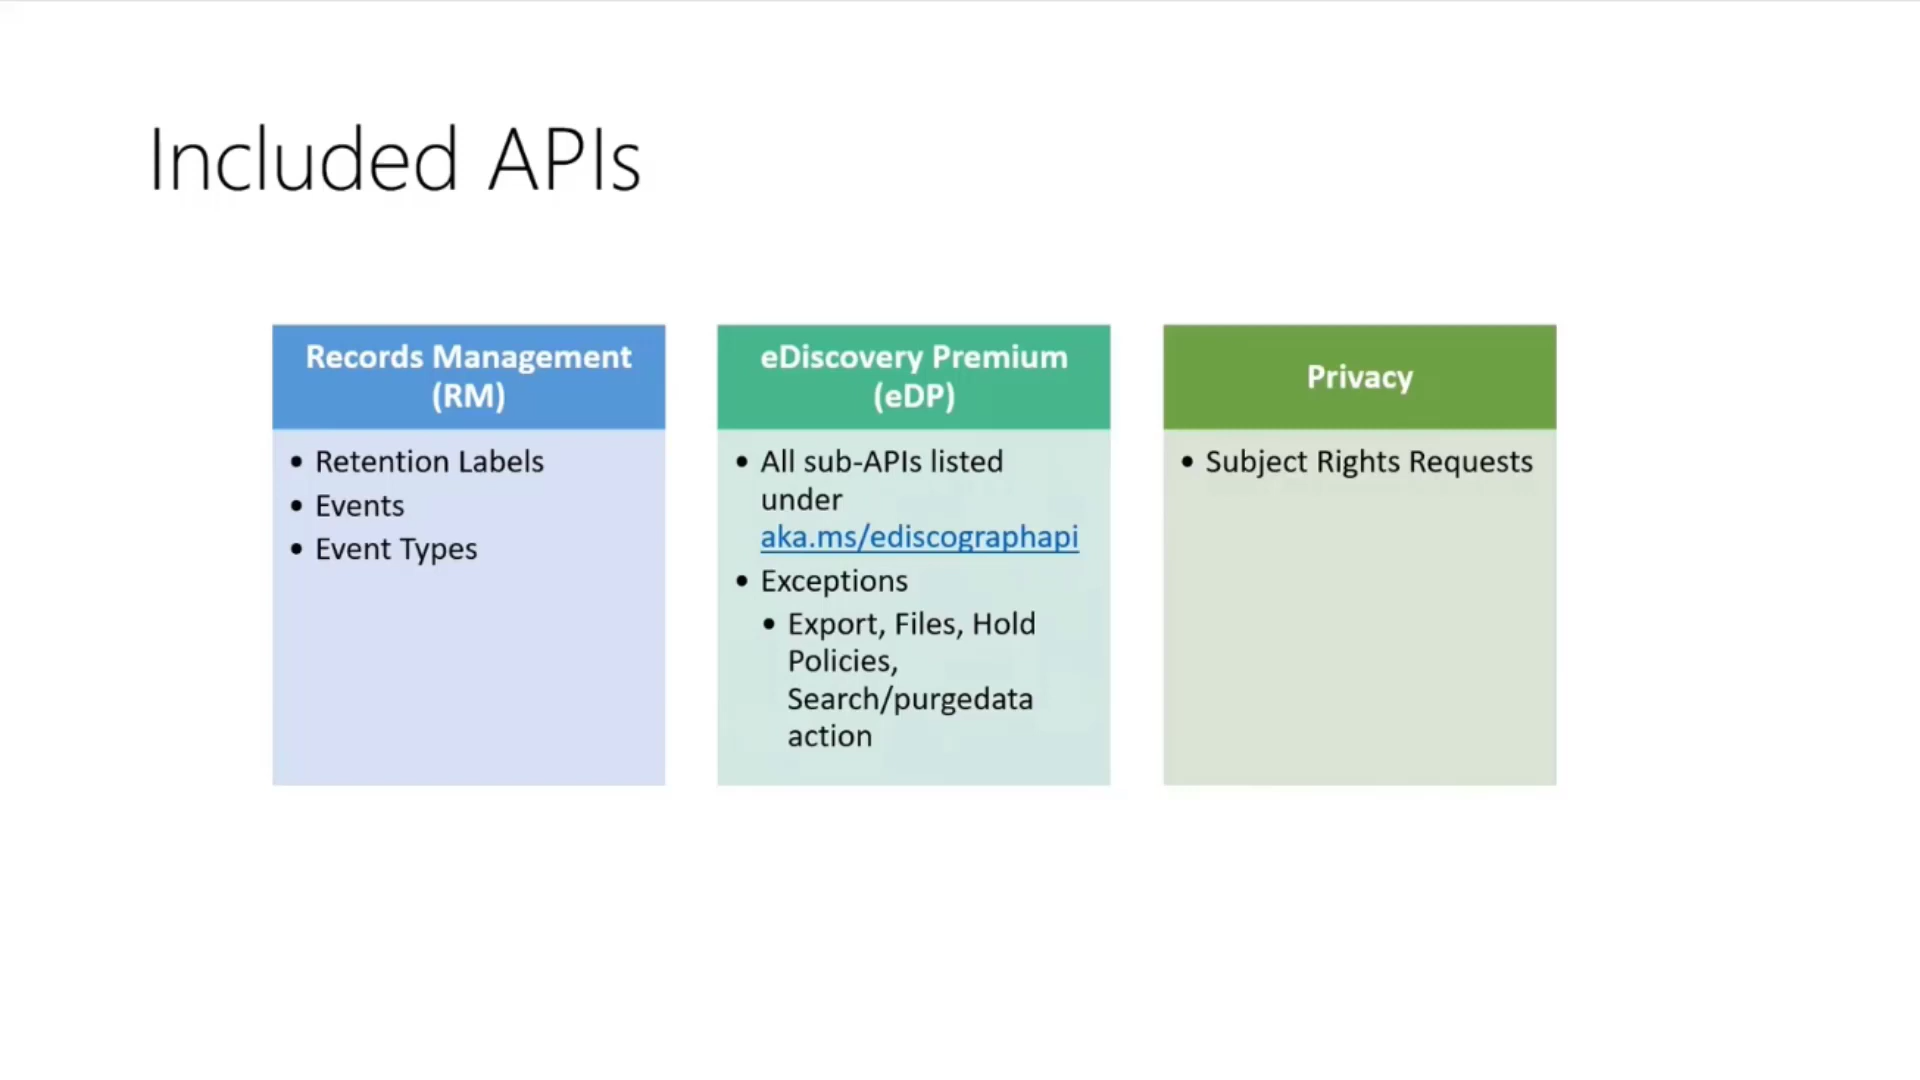 Included APIs
Records Management
(RM)
• Retention Labels
• Events
• Event Types
eDiscovery Premium
(eDP)
• All sub-APIs listed
under
aka.ms/ediscographapi
• Exceptions
• Export, Files, Hold
Policies,
Search/purgedata
action
Privacy
• Subject Rights Requests